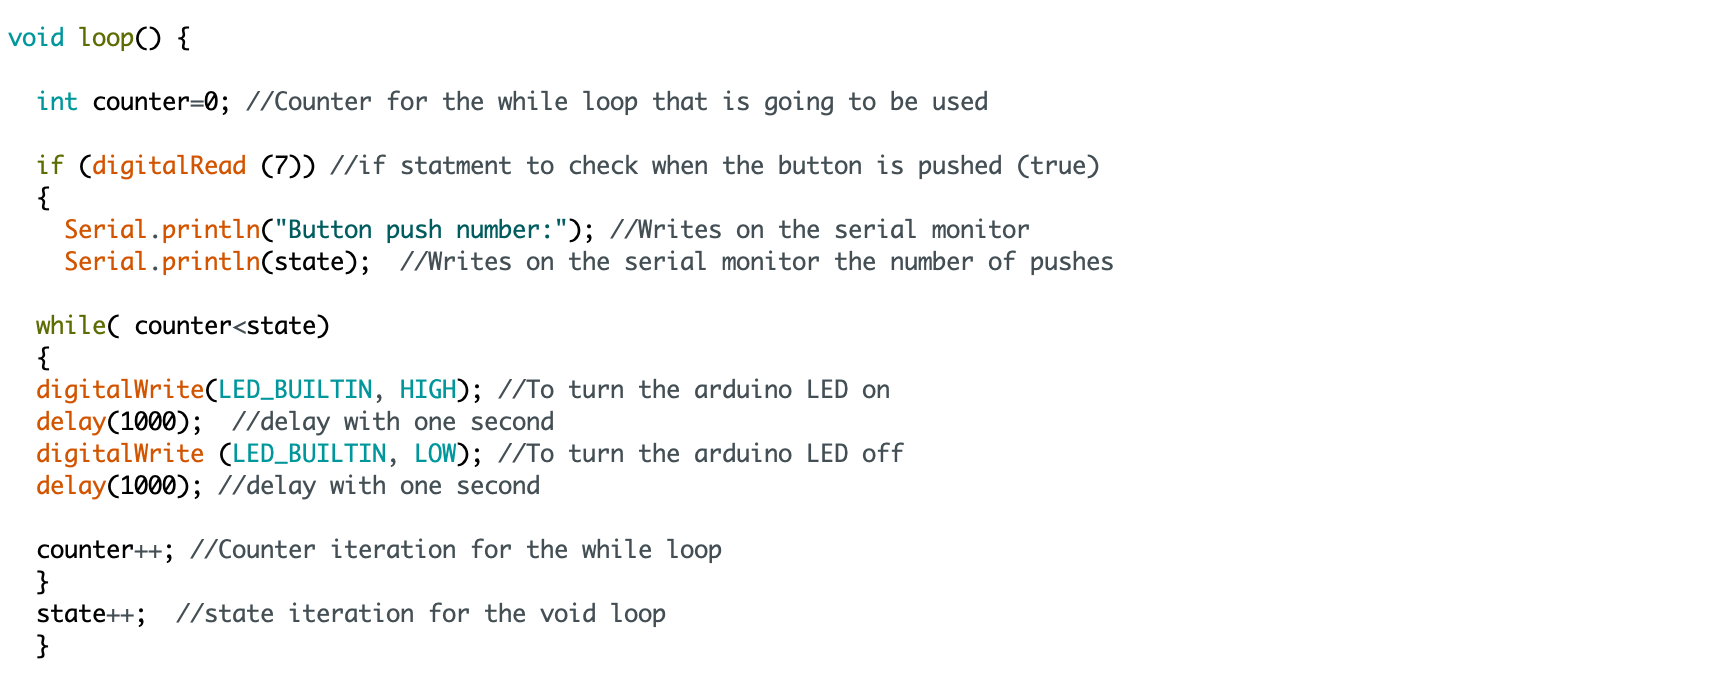 void loop() {
int counter=0; //Counter for the while loop that is going to be used
if (digitalRead (7)) //if statment to check when the button is pushed (true)
{
Serial.println("Button push number:"); //Writes on the serial monitor
Serial.println(state);  //Writes on the serial monitor the number of pushes
while( counter<state)
{
digitalWrite(LED_BUILTIN, HIGH); //To turn the arduino LED on
delay(1000);  //delay with one second
digitalWrite (LED_BUILTIN, LOW); //To turn the arduino LED off
delay(1000); //delay with one second
counter++; //Counter iteration for the while loop
}
state++;  //state iteration for the void loop
}